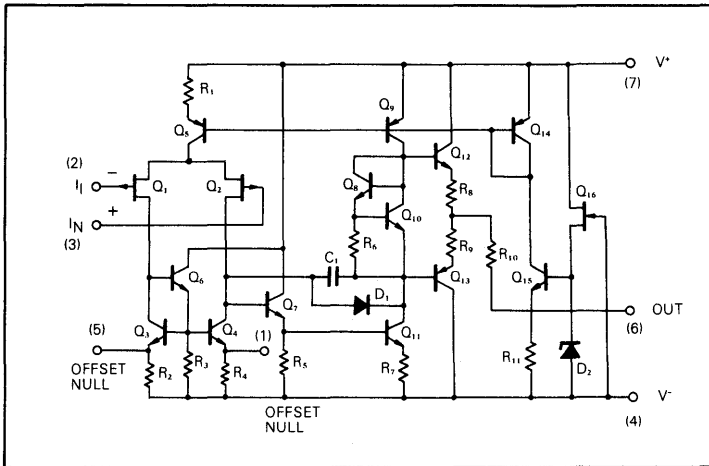 V⁺
(7)
R₁
Q₉
Q₅
Q₁₄
Q₁₂
(2)
−
I_I
Q₁
Q₂
Q₈
R₈
Q₁₆
+
I_N
(3)
Q₁₀
R₆
R₉
R₁₀
C₁
Q₆
Q₁₃
Q₁₅
OUT
(6)
D₁
Q₇
(5)
Q₃
Q₄
(1)
Q₁₁
OFFSET
NULL
R₂
R₃
R₄
R₅
R₇
R₁₁
D₂
V⁻
(4)
OFFSET
NULL